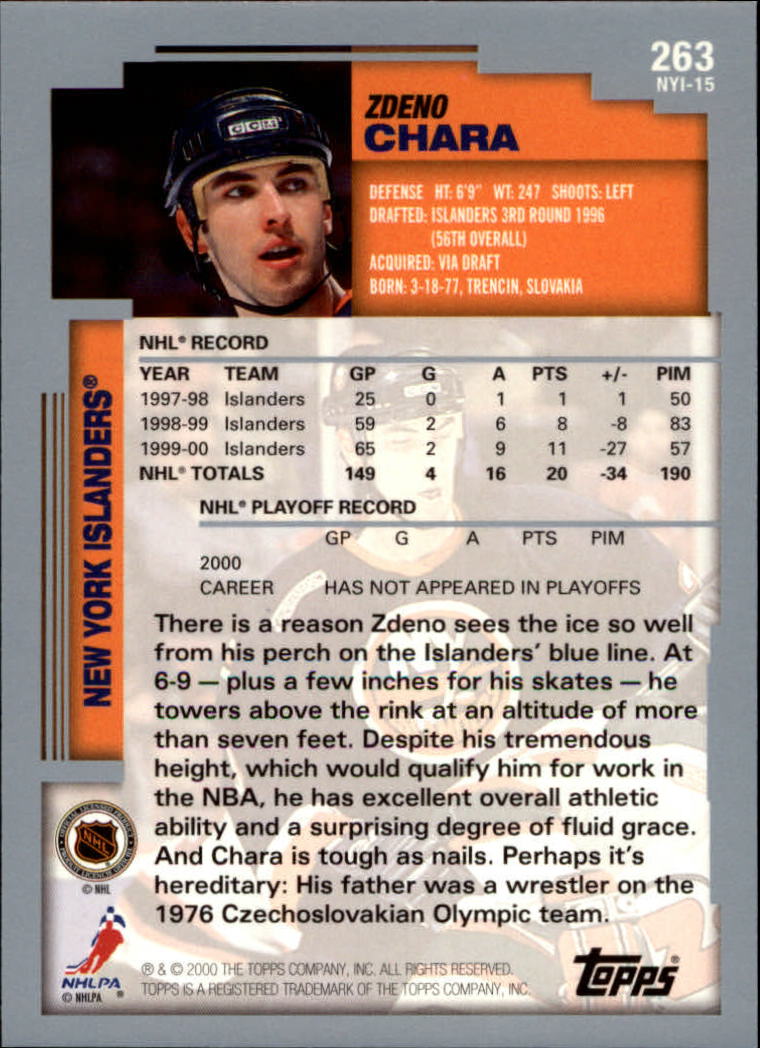 263
NYI-15
CCM
ZDENO
CHARA
DEFENSE HT: 6'9" WT: 247 SHOOTS: LEFT
DRAFTED: ISLANDERS 3RD ROUND 1996
(56TH OVERALL)
ACQUIRED: VIA DRAFT
BORN: 3-18-77, TRENCIN, SLOVAKIA
NEW YORK ISLANDERS®
NHL® RECORD
YEAR TEAM GP G A PTS +/- PIM
1997-98 Islanders 25 0 1 1 1 50
1998-99 Islanders 59 2 6 8 -8 83
1999-00 Islanders 65 2 9 11 -27 57
NHL® TOTALS 149 4 16 20 -34 190
NHL® PLAYOFF RECORD
GP G A PTS PIM
2000
CAREER HAS NOT APPEARED IN PLAYOFFS
There is a reason Zdeno sees the ice so well
from his perch on the Islanders' blue line. At
6-9 — plus a few inches for his skates — he
towers above the rink at an altitude of more
than seven feet. Despite his tremendous
height, which would qualify him for work in
the NBA, he has excellent overall athletic
ability and a surprising degree of fluid grace.
And Chara is tough as nails. Perhaps it's
hereditary: His father was a wrestler on the
1976 Czechoslovakian Olympic team.
NHL
© NHL
NHLPA ®
© NHLPA
® & © 2000 THE TOPPS COMPANY, INC. ALL RIGHTS RESERVED.
TOPPS IS A REGISTERED TRADEMARK OF THE TOPPS COMPANY, INC.
TOPPS®